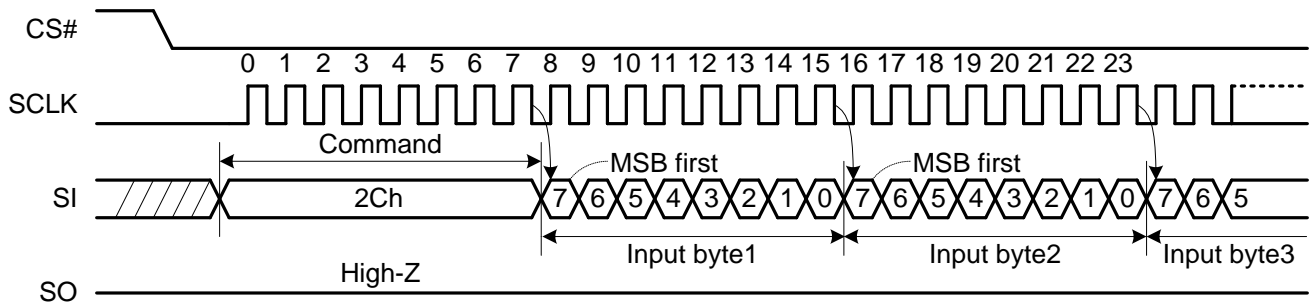 CS#
0 1 2 3 4 5 6 7 8 9 10 11 12 13 14 15 16 17 18 19 20 21 22 23
SCLK
Command
MSB first MSB first
SI 2Ch 7 6 5 4 3 2 1 0 7 6 5 4 3 2 1 0 7 6 5
Input byte1 Input byte2 Input byte3
High-Z
SO